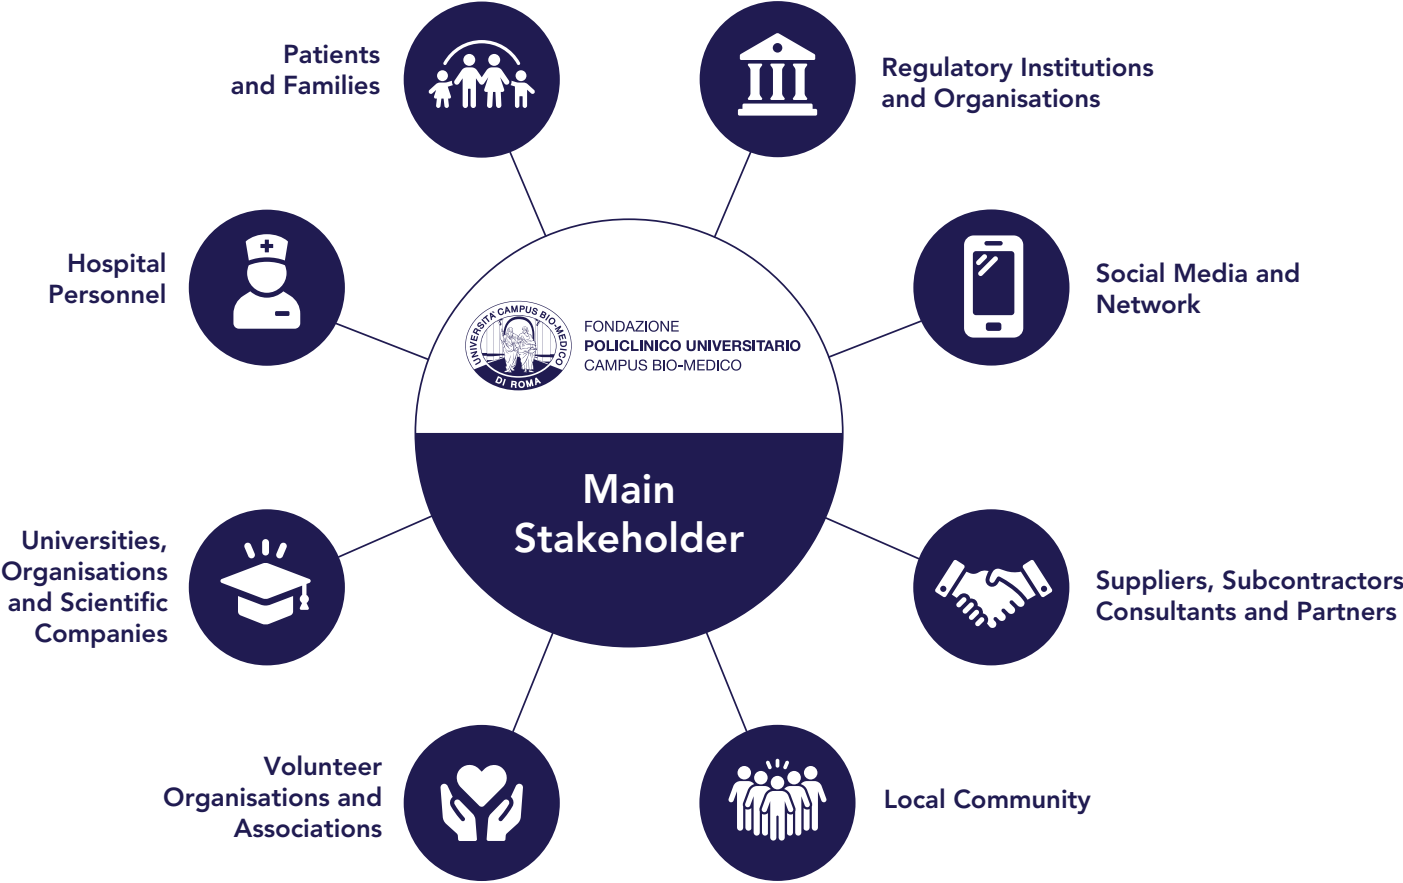 Patients
and Families
Regulatory Institutions
and Organisations
Hospital
Personnel
Social Media and
Network
UNIVERSITA' CAMPUS BIO-MEDICO
DI ROMA
FONDAZIONE
POLICLINICO UNIVERSITARIO
CAMPUS BIO-MEDICO
Main
Stakeholder
Universities,
Organisations
and Scientific
Companies
Suppliers, Subcontractors
Consultants and Partners
Volunteer
Organisations and
Associations
Local Community